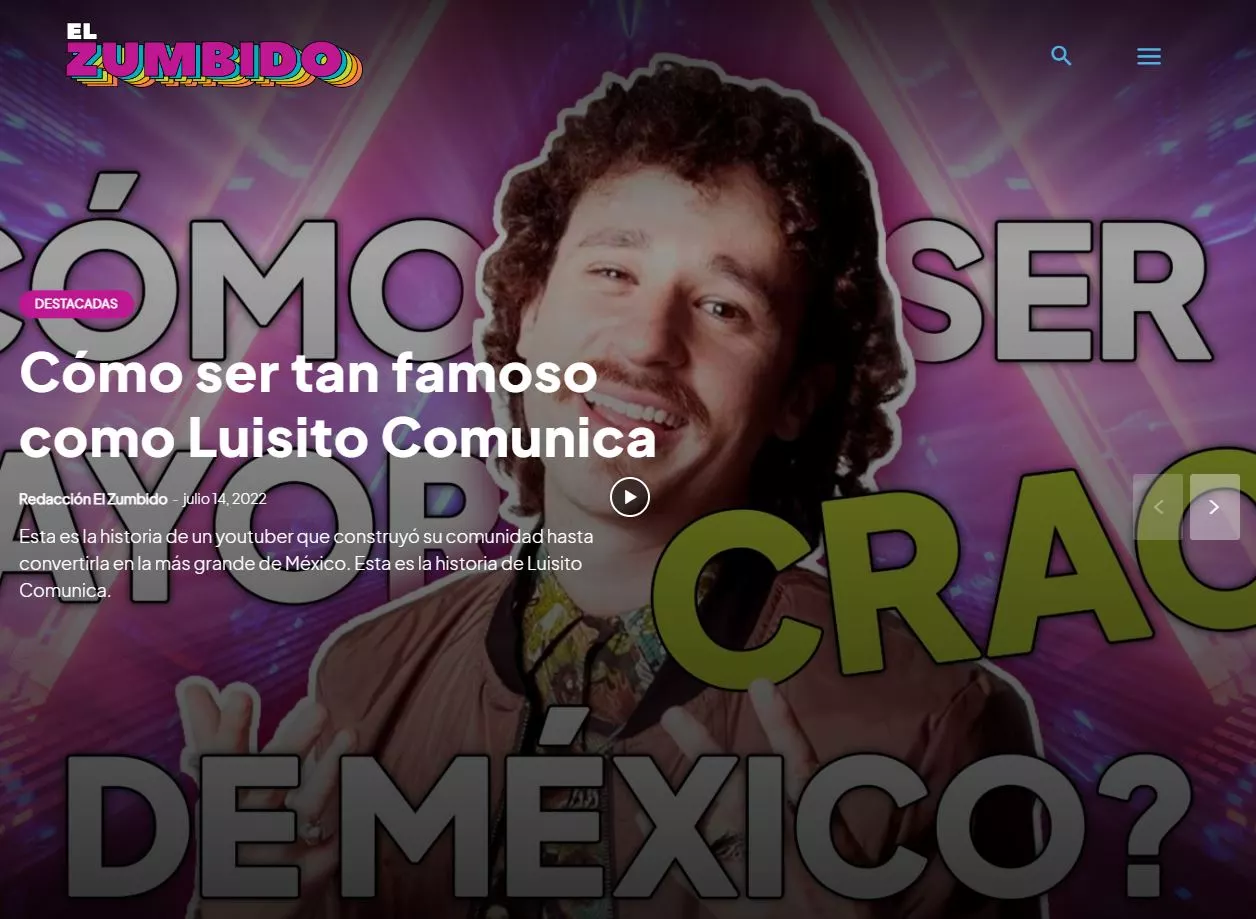 EL
ZUMBIDO
CÓMO SER
DESTACADAS
Cómo ser tan famoso
como Luisito Comunica
AYOR CRAC
Redacción El Zumbido - julio 14, 2022
Esta es la historia de un youtuber que construyó su comunidad hasta
convertirla en la más grande de México. Esta es la historia de Luisito
Comunica.
DE MÉXICO?